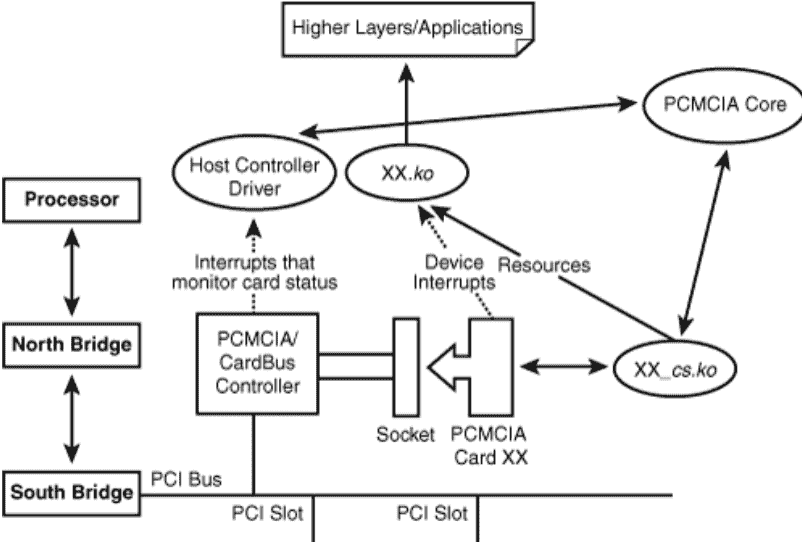 Higher Layers/Applications
PCMCIA Core
Host Controller
Driver
XX.ko
Processor
Interrupts that
monitor card status
Device
Interrupts
Resources
North Bridge
PCMCIA/
CardBus
Controller
XX_cs.ko
Socket
PCMCIA
Card XX
South Bridge
PCI Bus
PCI Slot
PCI Slot